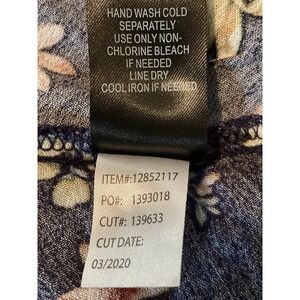 HAND WASH COLD
SEPARATELY
USE ONLY NON-
CHLORINE BLEACH
IF NEEDED
LINE DRY
COOL IRON IF NEEDED
ITEM#:12852117
PO#: 1393018
CUT#: 139633
CUT DATE:
03/2020